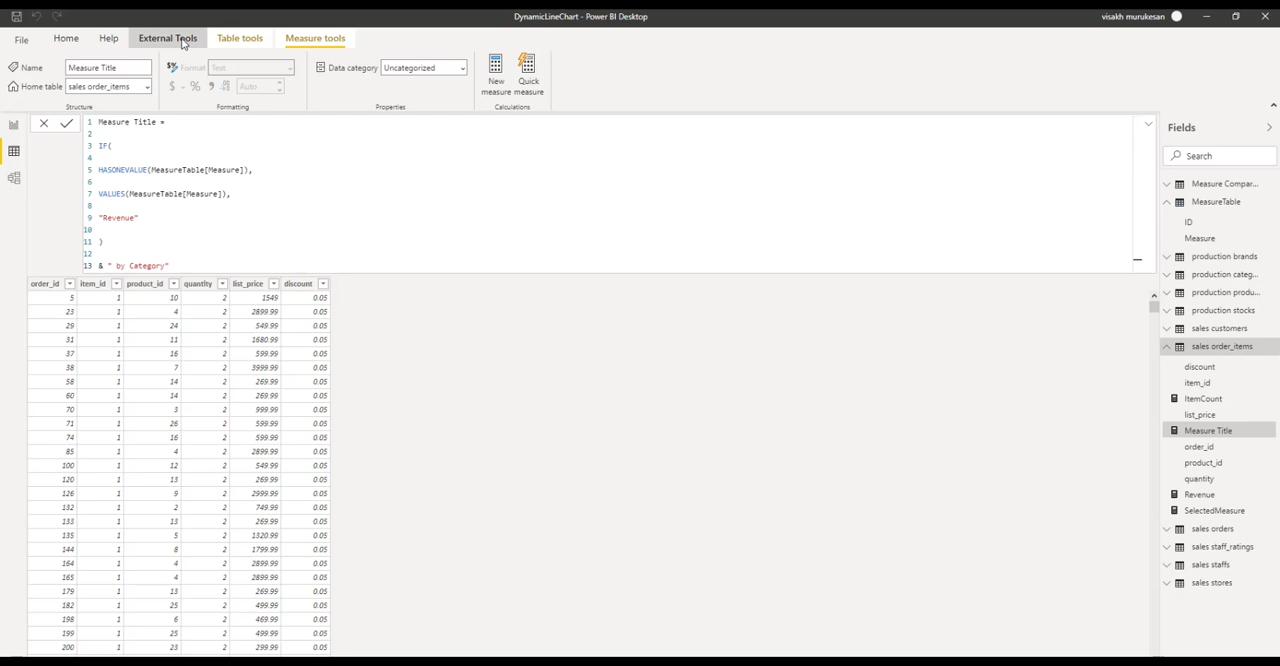 DynamicLineChart - Power BI Desktop
visakh murukesan
File Home Help External Tools Table tools Measure tools
Name Measure Title
Home table sales order_items
Structure
Format Text
$ % Auto
Formatting
Data category Uncategorized
Properties
New measure
Quick measure
Calculations
1 Measure Title =
2
3 IF(
4
5 HASONEVALUE(MeasureTable[Measure]),
6
7 VALUES(MeasureTable[Measure]),
8
9 "Revenue"
10
11 )
12
13 & " by Category"
order_id item_id product_id quantity list_price discount
5 1 10 2 1549 0.05
23 1 4 2 2899.99 0.05
29 1 24 2 549.99 0.05
31 1 11 2 1680.99 0.05
37 1 16 2 599.99 0.05
38 1 7 2 3999.99 0.05
58 1 14 2 269.99 0.05
60 1 14 2 269.99 0.05
70 1 3 2 999.99 0.05
71 1 26 2 599.99 0.05
74 1 16 2 599.99 0.05
85 1 4 2 2899.99 0.05
100 1 12 2 549.99 0.05
120 1 13 2 269.99 0.05
126 1 9 2 2999.99 0.05
132 1 2 2 749.99 0.05
133 1 13 2 269.99 0.05
135 1 5 2 1320.99 0.05
144 1 8 2 1799.99 0.05
164 1 4 2 2899.99 0.05
165 1 4 2 2899.99 0.05
179 1 13 2 269.99 0.05
182 1 25 2 499.99 0.05
198 1 6 2 469.99 0.05
199 1 25 2 499.99 0.05
200 1 23 2 299.99 0.05
Fields
Search
Measure Compar...
MeasureTable
ID
Measure
production brands
production categ...
production produ...
production stocks
sales customers
sales order_items
discount
item_id
ItemCount
list_price
Measure Title
order_id
product_id
quantity
Revenue
SelectedMeasure
sales orders
sales staff_ratings
sales staffs
sales stores